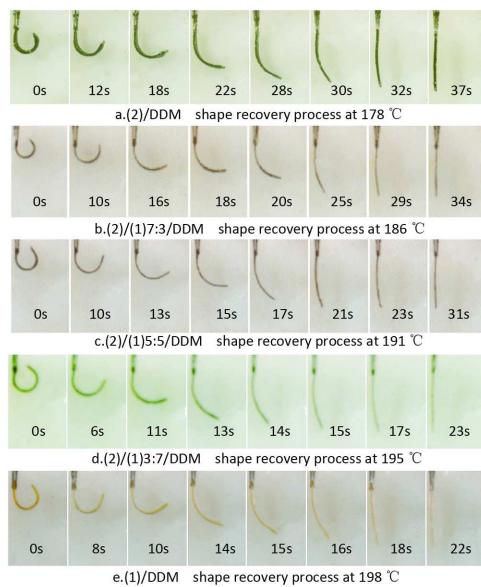 0s 12s 18s 22s 28s 30s 32s 37s
a.(2)/DDM shape recovery process at 178 ℃
0s 10s 16s 18s 20s 25s 29s 34s
b.(2)/(1)7:3/DDM shape recovery process at 186 ℃
0s 10s 13s 15s 17s 21s 23s 31s
c.(2)/(1)5:5/DDM shape recovery process at 191 ℃
0s 6s 11s 13s 14s 15s 17s 23s
d.(2)/(1)3:7/DDM shape recovery process at 195 ℃
0s 8s 10s 14s 15s 16s 18s 22s
e.(1)/DDM shape recovery process at 198 ℃